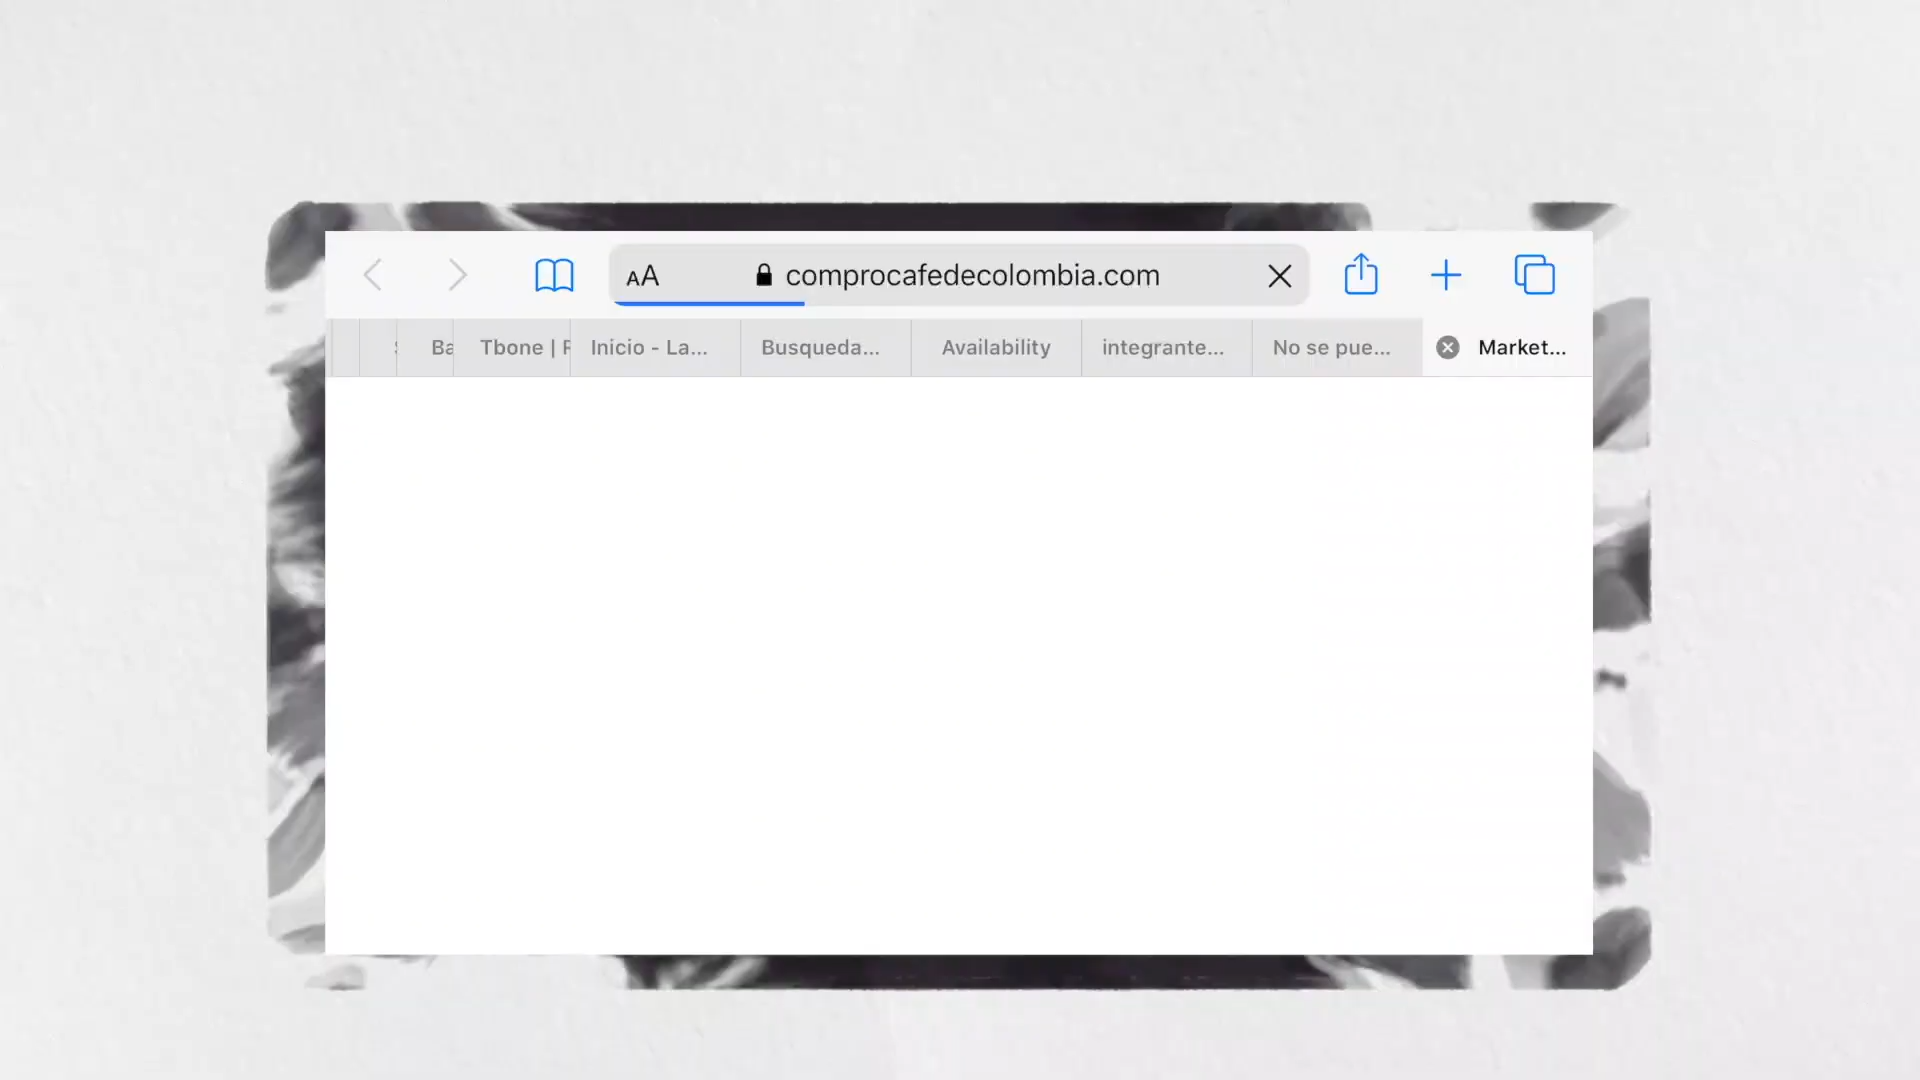 AA comprocafedecolombia.com
Ba Tbone | F Inicio - La... Busqueda... Availability integrante... No se pue... Market...